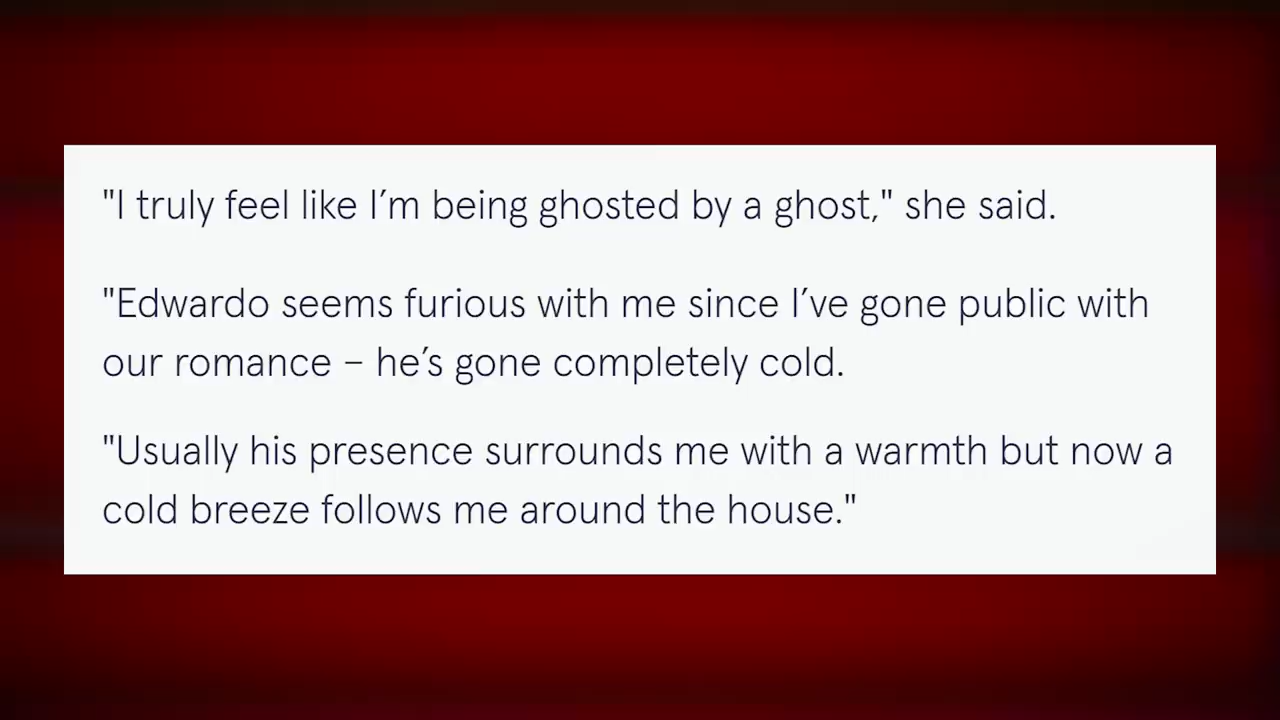 "I truly feel like I’m being ghosted by a ghost," she said.
"Edwardo seems furious with me since I’ve gone public with
our romance – he’s gone completely cold.
"Usually his presence surrounds me with a warmth but now a
cold breeze follows me around the house."